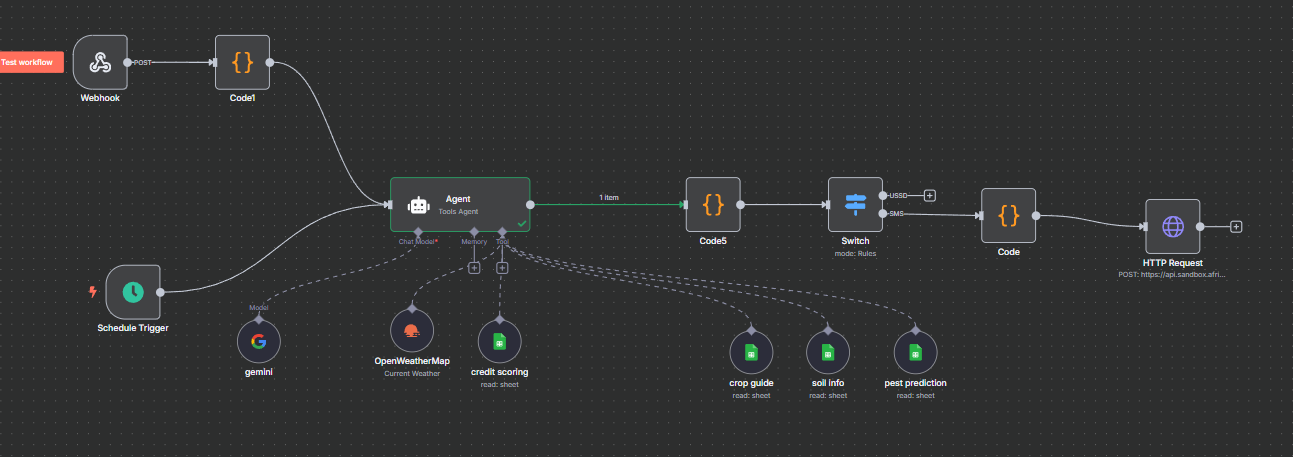 Test workflow
POST
Webhook
Code1
Agent
Tools Agent
1 item
Chat Model*
Memory
Tool
Code5
USSD
SMS
Switch
mode: Rules
Code
HTTP Request
POST: https://api.sandbox.afri...
Schedule Trigger
Model
gemini
OpenWeatherMap
Current Weather
credit scoring
read: sheet
crop guide
read: sheet
soil info
read: sheet
pest prediction
read: sheet